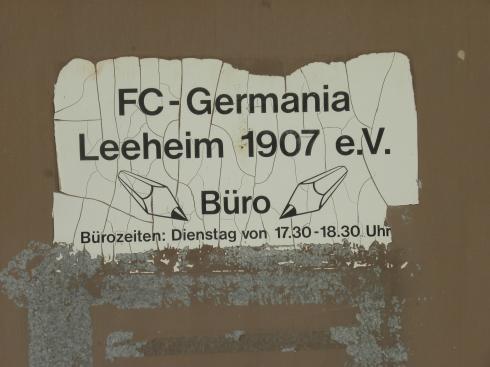 FC-Germania
Leeheim 1907 e.V.
Büro
Bürozeiten: Dienstag von 17.30-18.30 Uhr